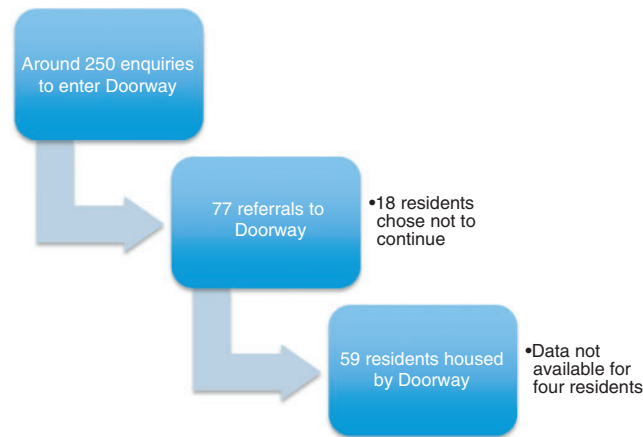 Around 250 enquiries
to enter Doorway
77 referrals to
Doorway
•18 residents
chose not to
continue
59 residents housed
by Doorway
•Data not
available for
four residents